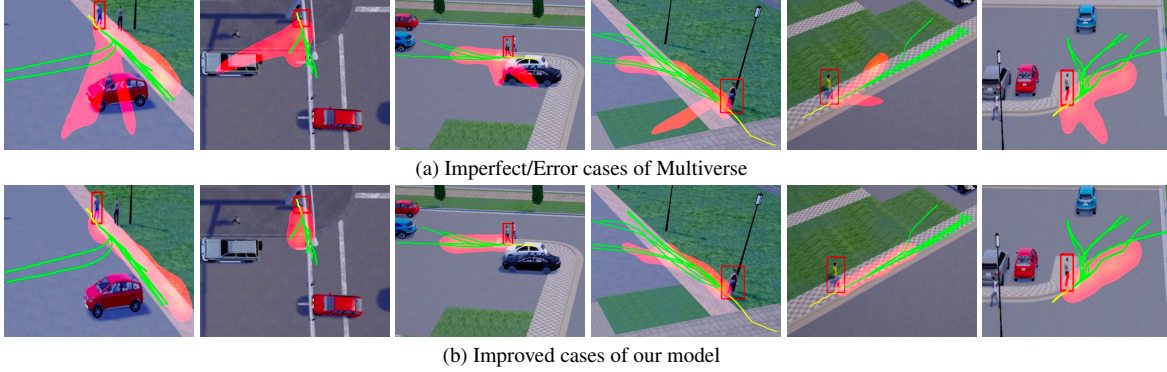 (a) Imperfect/Error cases of Multiverse
(b) Improved cases of our model